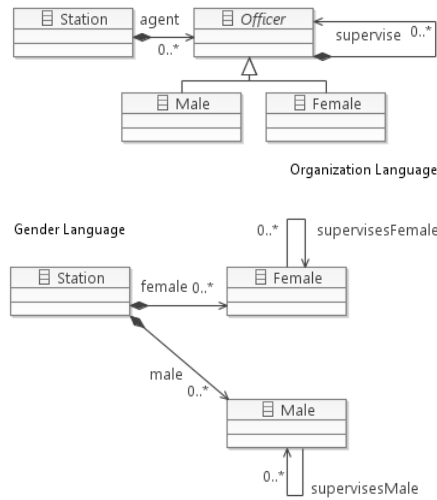 Station
agent
0..*
Officer
supervise
0..*
Male
Female
Organization Language
Gender Language
0..*
supervisesFemale
Station
female 0..*
Female
male
0..*
Male
0..*
supervisesMale